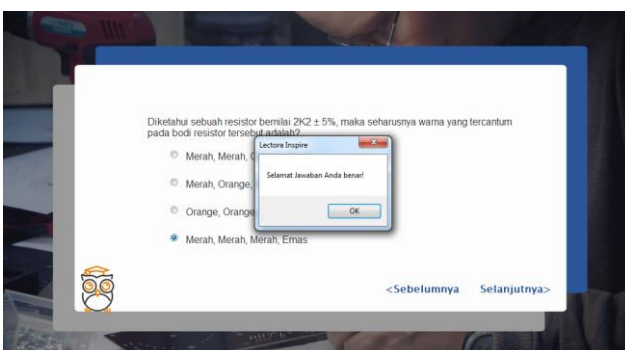 Diketahui sebuah resistor bernilai 2K2 ± 5%, maka seharusnya warna yang tercantum
pada bodi resistor tersebut adalah?
Lectora Inspire
Merah, Merah,
Selamat Jawaban Anda benar!
Merah, Orange,
OK
Orange, Orange
Merah, Merah, Merah, Emas
<Sebelumnya Selanjutnya>